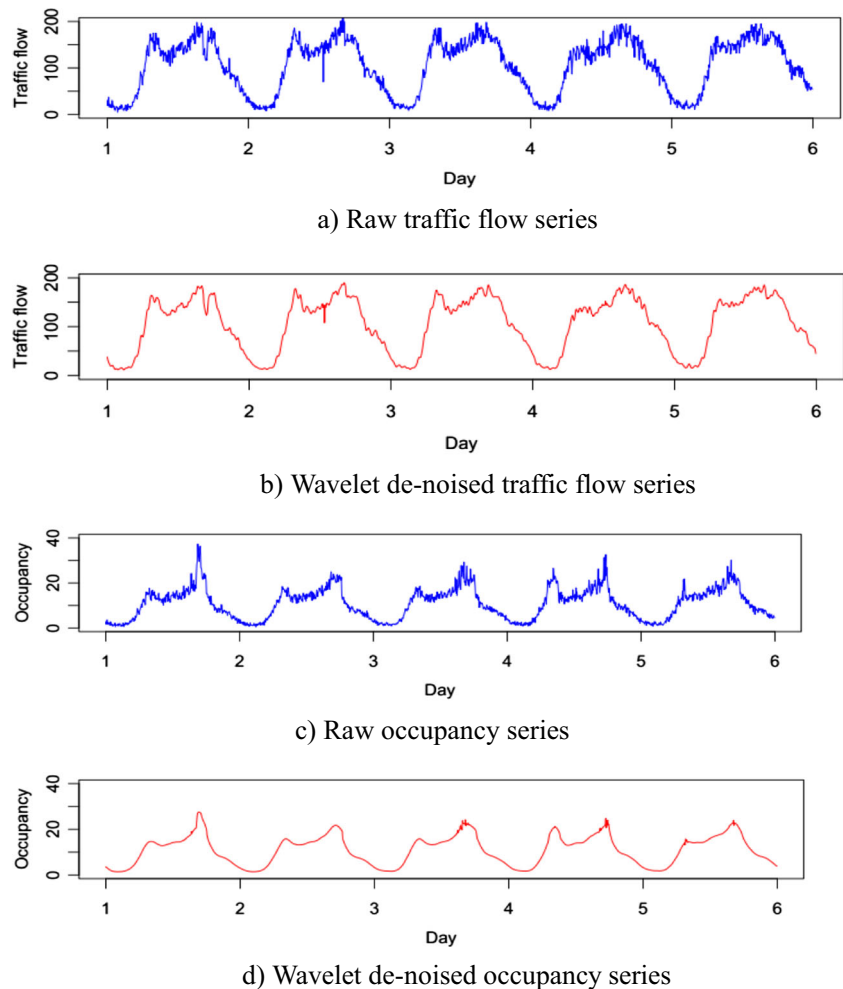 Traffic flow
200
100
0
1 2 3 4 5 6
Day
a) Raw traffic flow series
Traffic flow
200
100
0
1 2 3 4 5 6
Day
b) Wavelet de-noised traffic flow series
Occupancy
40
20
0
1 2 3 4 5 6
Day
c) Raw occupancy series
Occupancy
40
20
0
1 2 3 4 5 6
Day
d) Wavelet de-noised occupancy series